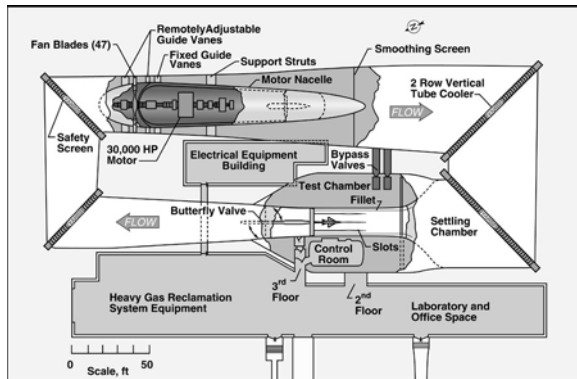 Remotely Adjustable
Guide Vanes
Fan Blades (47)
Fixed Guide
Vanes
Support Struts
Smoothing Screen
Motor Nacelle
2 Row Vertical
Tube Cooler
FLOW
Safety
Screen
30,000 HP
Motor
Electrical Equipment
Building
Bypass
Valves
Test Chamber
Fillet
FLOW
Butterfly Valve
Settling
Chamber
Slots
Control
Room
3rd
Floor
2nd
Floor
Heavy Gas Reclamation
System Equipment
Laboratory and
Office Space
0 50
Scale, ft